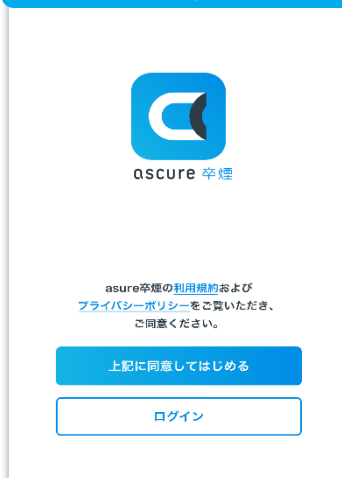 ascure 卒煙
asure卒煙の利用規約および
プライバシーポリシーをご覧いただき、
ご同意ください。
上記に同意してはじめる
ログイン